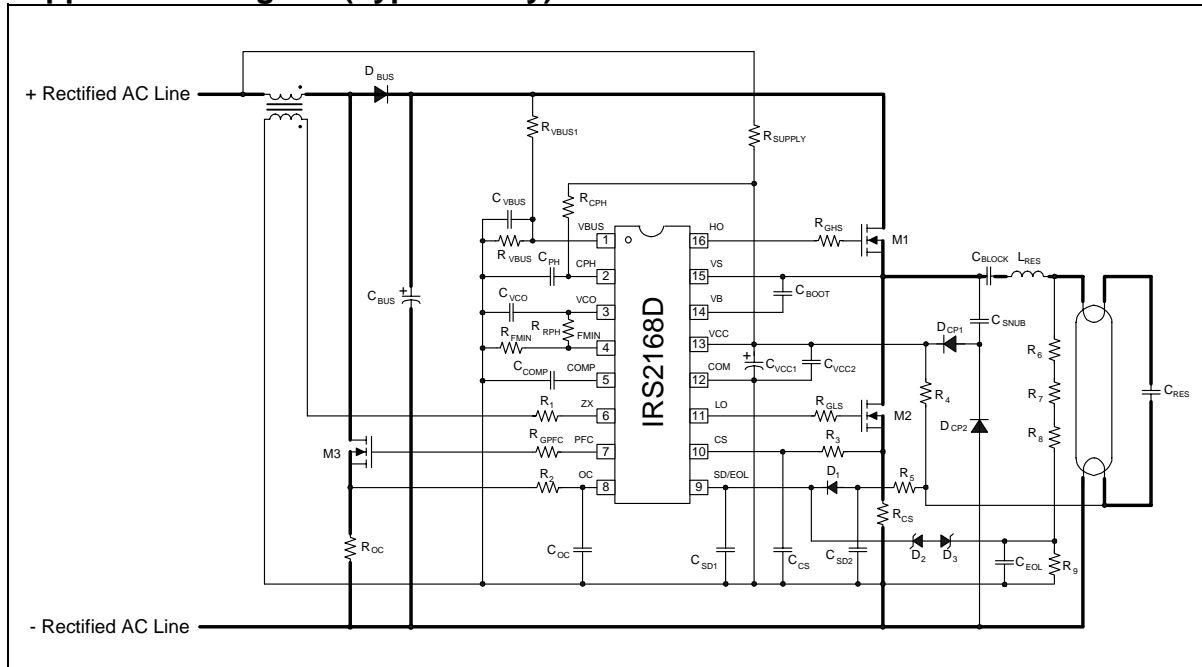 D BUS
+ Rectified AC Line
R VBUS1
R SUPPLY
C VBUS
R CPH
VBUS
HO
R GHS
1
16
M1
R VBUS
C PH
CPH
VS
C BLOCK
L RES
2
15
C BUS
+
C VCO
VCO
VB
C BOOT
3
14
C SNUB
R RPH
R FMIN
FMIN
VCC
D CP1
4
13
+
R 6
C COMP
COMP
COM
C VCC1
C VCC2
5
12
R 4
R 7
C RES
IRS2168D
R 1
ZX
LO
R GLS
6
11
M2
D CP2
R 8
M3
R GPFC
PFC
CS
R 3
7
10
R 2
OC
SD/EOL
D 1
R 5
8
9
R CS
R OC
C OC
C SD1
C CS
C SD2
D 2
D 3
C EOL
R 9
- Rectified AC Line